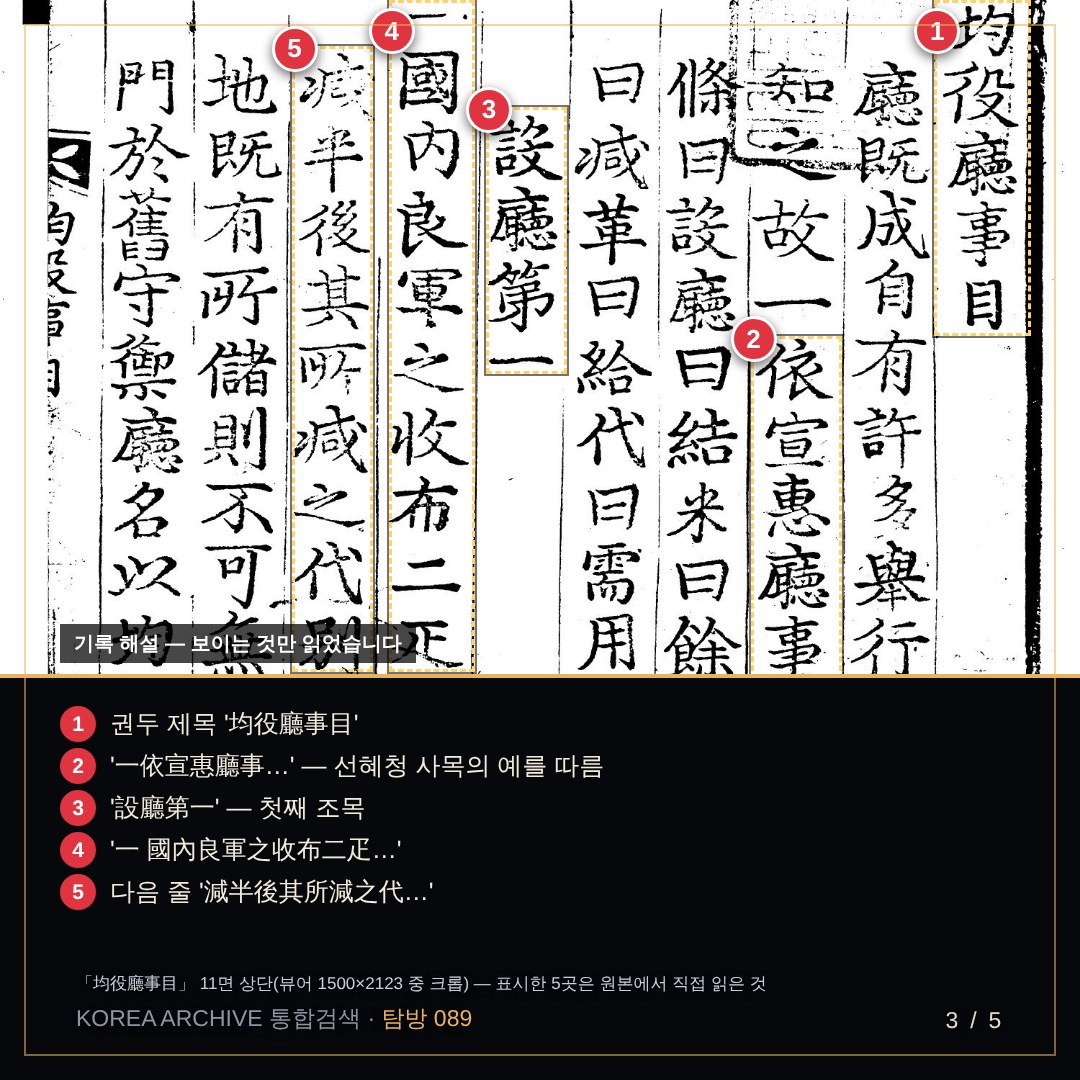 均役廳事目
廳既成自有許多舉行
知之故一依宣惠廳事
條曰設廳曰結米曰餘
曰减革曰給代曰需用
設廳第一
一國內良軍之收布二疋
减半後其所减之代別
地既有所儲則不可無
門於舊守禦廳名以均
1
2
3
4
5
기록 해설 — 보이는 것만 읽었습니다
1 권두 제목 '均役廳事目'
2 '一依宣惠廳事…' — 선혜청 사목의 예를 따름
3 '設廳第一' — 첫째 조목
4 '一 國內良軍之收布二疋…'
5 다음 줄 '減半後其所減之代…'
「均役廳事目」 11면 상단(뷰어 1500×2123 중 크롭) — 표시한 5곳은 원본에서 직접 읽은 것
KOREA ARCHIVE 통합검색 · 탐방 089
3 / 5